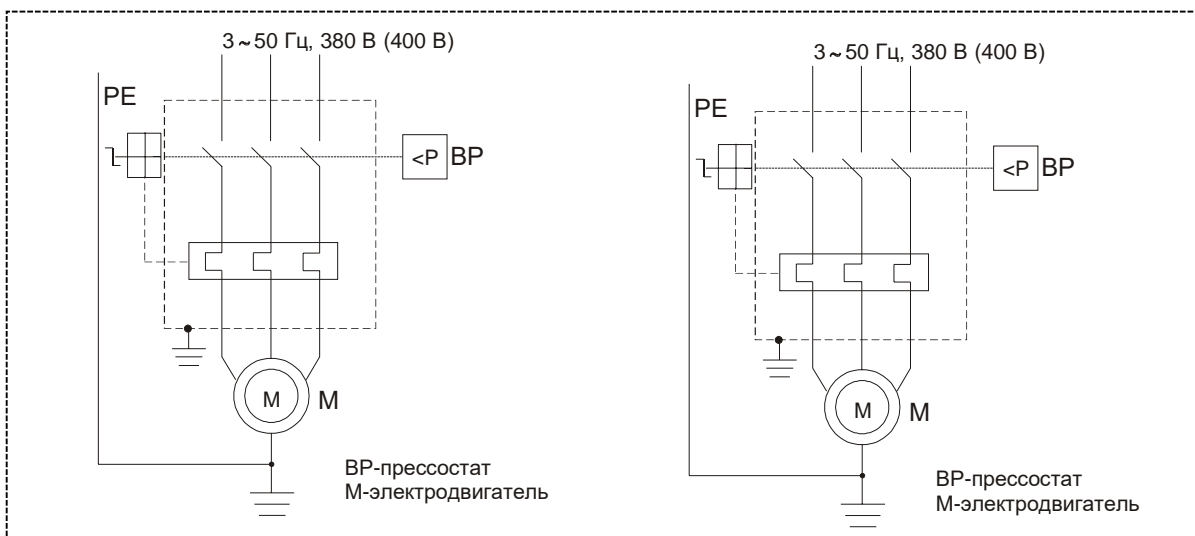 3~50 Гц, 380 В (400 В)
PE
<P BP
M M
ВР-прессостат
М-электродвигатель
3~50 Гц, 380 В (400 В)
PE
<P BP
M M
ВР-прессостат
М-электродвигатель